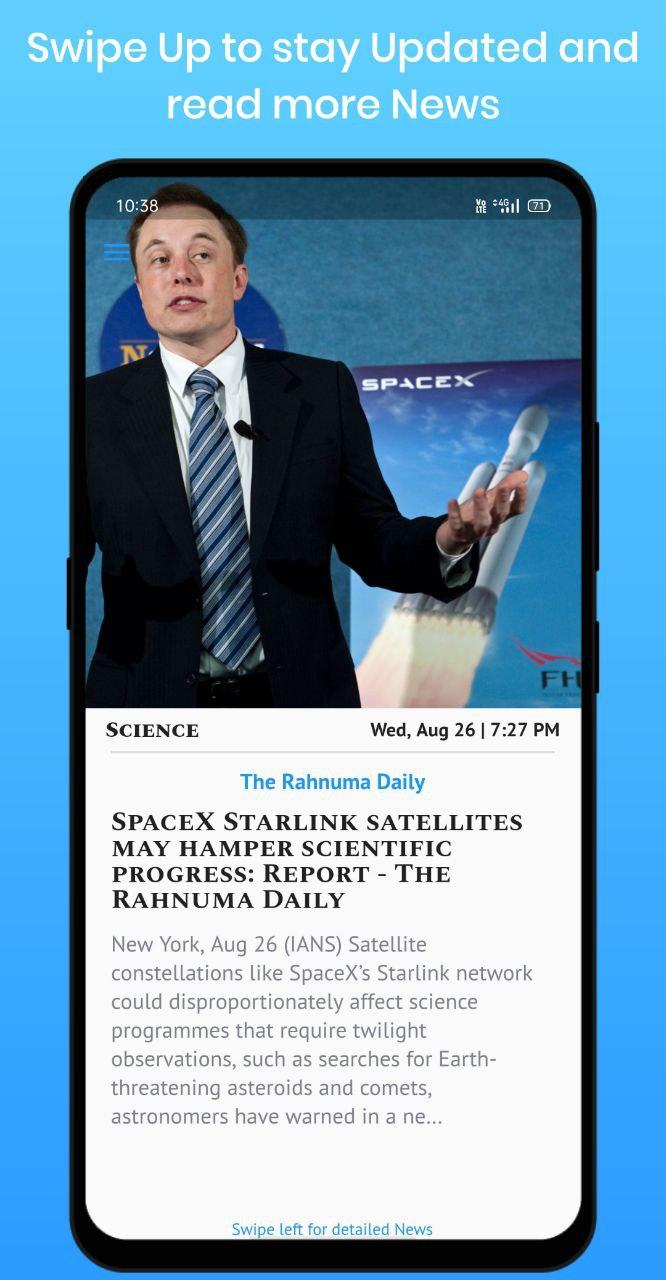 Swipe Up to stay Updated and
read more News
10:38
Vo LTE 4G 71
SPACEX
FH
Science Wed, Aug 26 | 7:27 PM
The Rahnuma Daily
SpaceX Starlink satellites
may hamper scientific
progress: Report - The
Rahnuma Daily
New York, Aug 26 (IANS) Satellite
constellations like SpaceX’s Starlink network
could disproportionately affect science
programmes that require twilight
observations, such as searches for Earth-
threatening asteroids and comets,
astronomers have warned in a ne...
Swipe left for detailed News